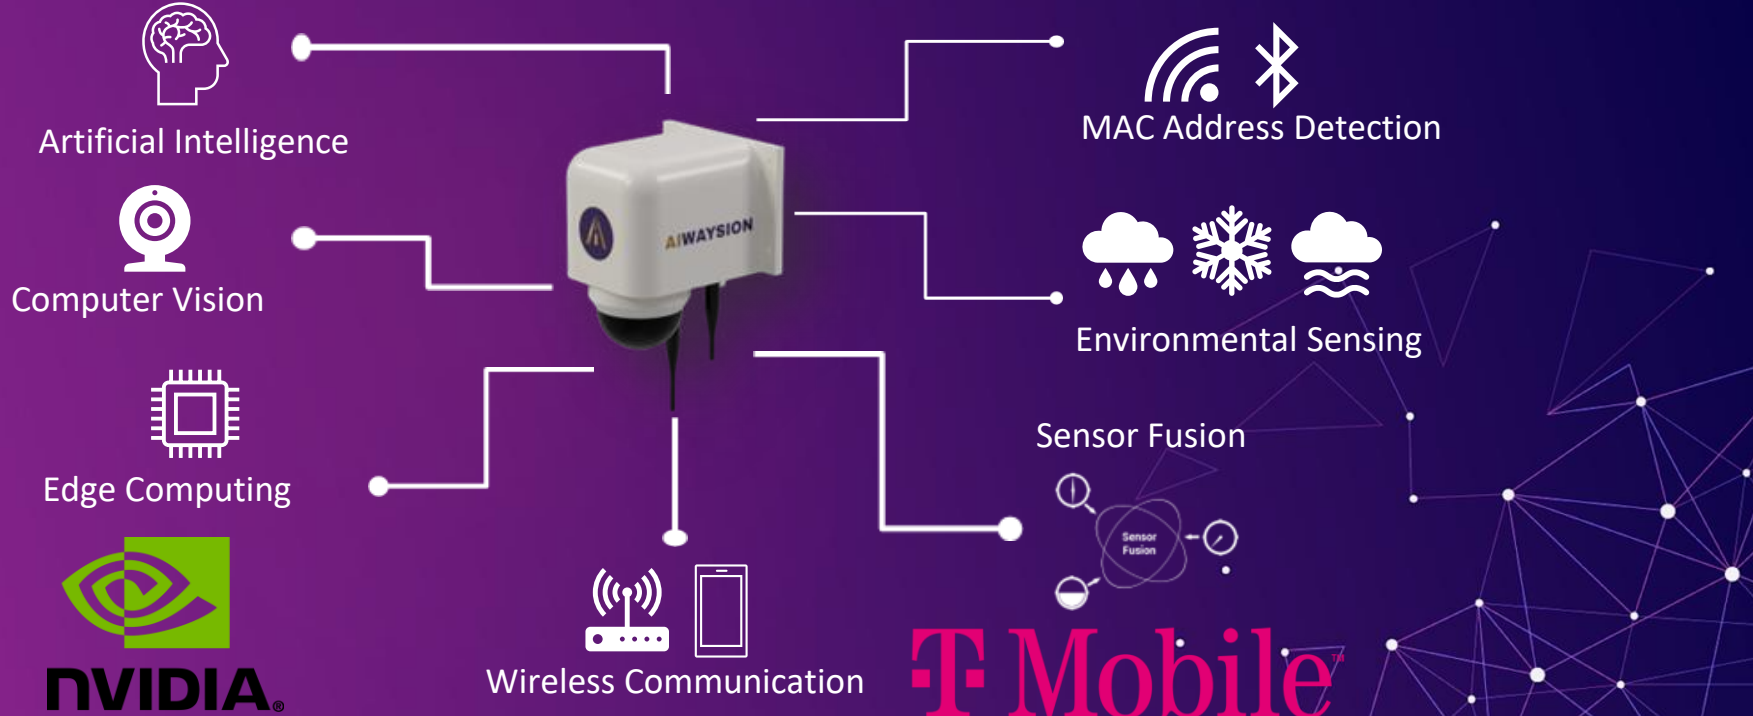 Artificial Intelligence
MAC Address Detection
AIWAYSION
Computer Vision
Environmental Sensing
Sensor Fusion
Edge Computing
Sensor
Fusion
NVIDIA®
Wireless Communication
T Mobile™